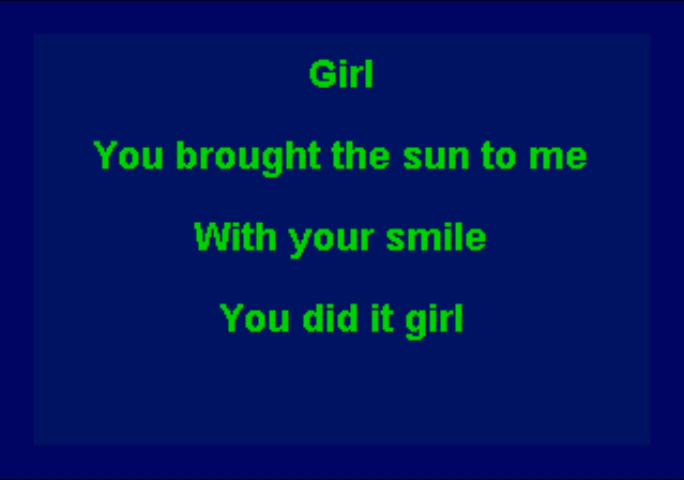 Girl
You brought the sun to me
With your smile
You did it girl